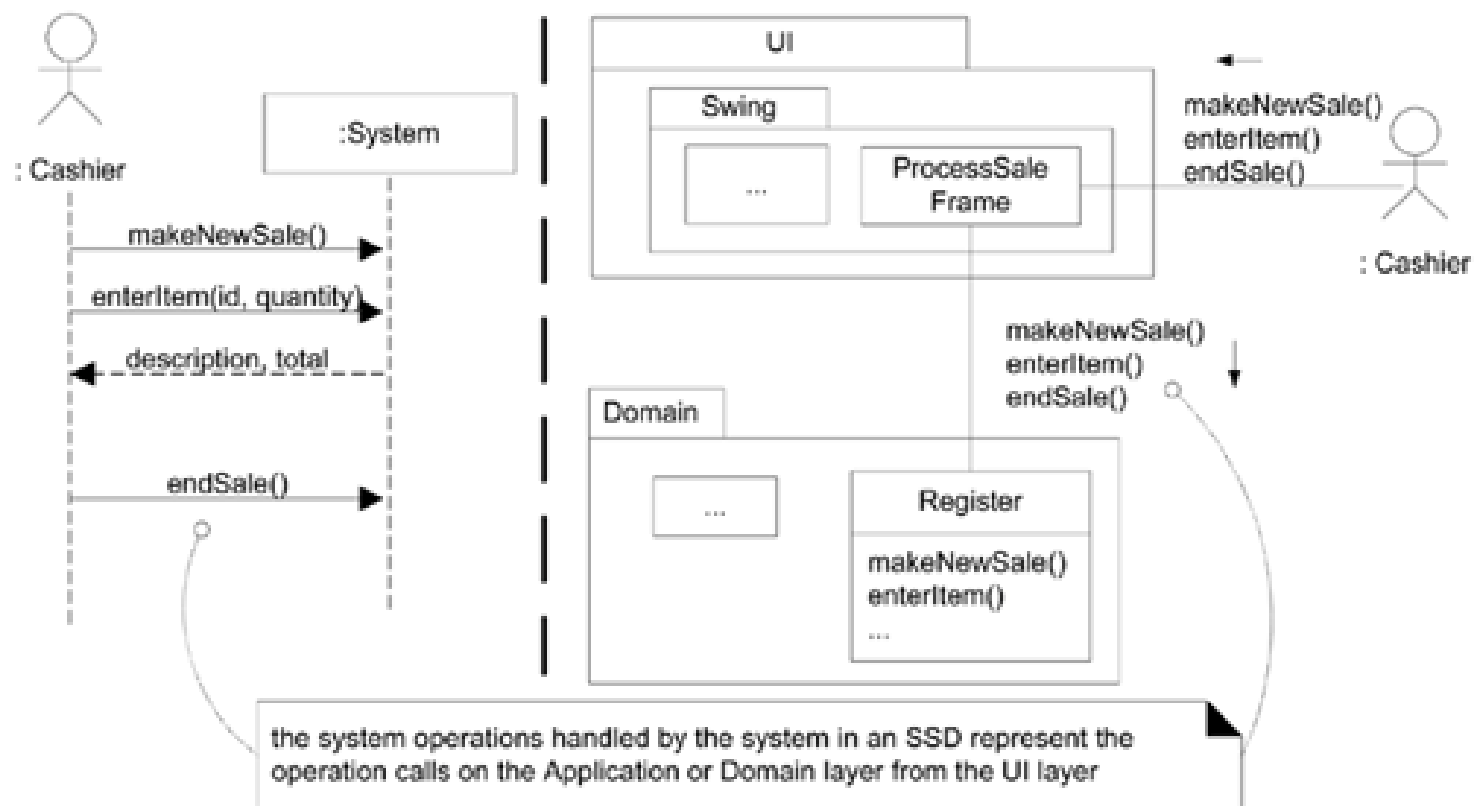 : Cashier
:System
makeNewSale()
enterItem(id, quantity)
description, total
endSale()
UI
Swing
...
ProcessSale
Frame
makeNewSale()
enterItem()
endSale()
: Cashier
makeNewSale()
enterItem()
endSale()
Domain
...
Register
makeNewSale()
enterItem()
...
the system operations handled by the system in an SSD represent the
operation calls on the Application or Domain layer from the UI layer